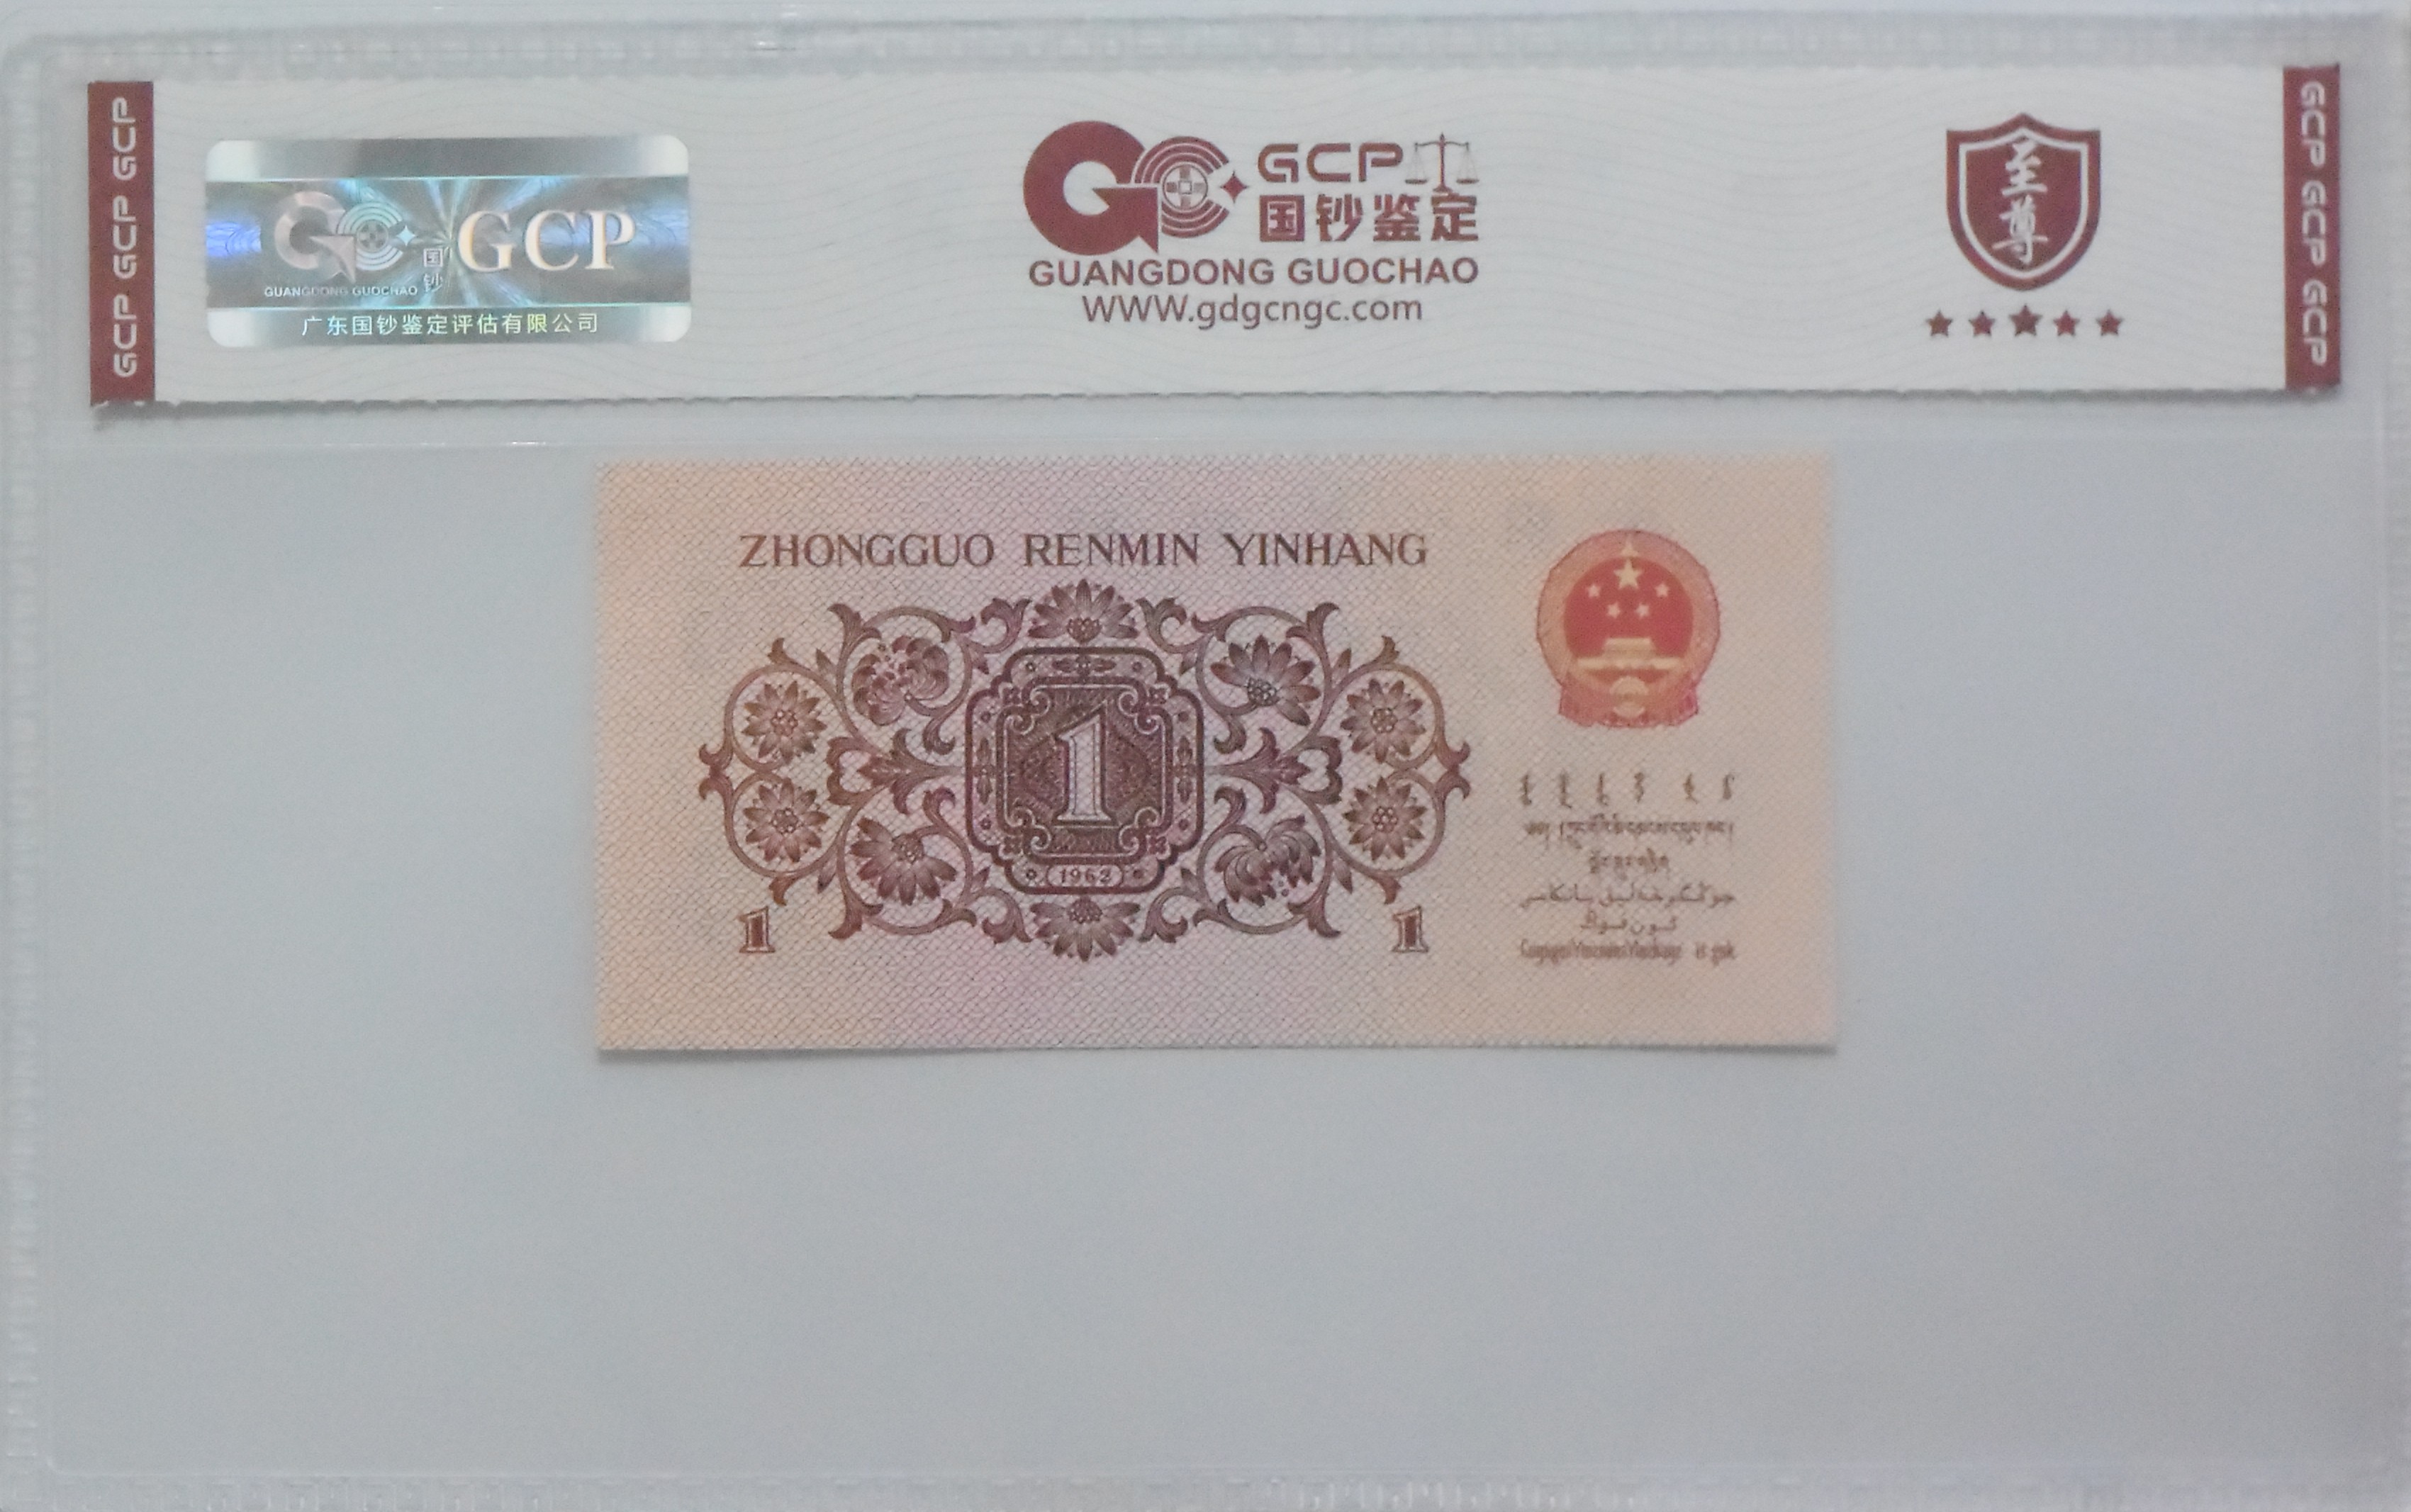 GCP GCP GCP
GUANGDONG GUOCHAO
国钞
GCP
广东国钞鉴定评估有限公司
GCP
国钞鉴定
GUANGDONG GUOCHAO
WWW.gdgcngc.com
至尊
GCP GCP GCP
ZHONGGUO RENMIN YINHANG
1
1962
1
1